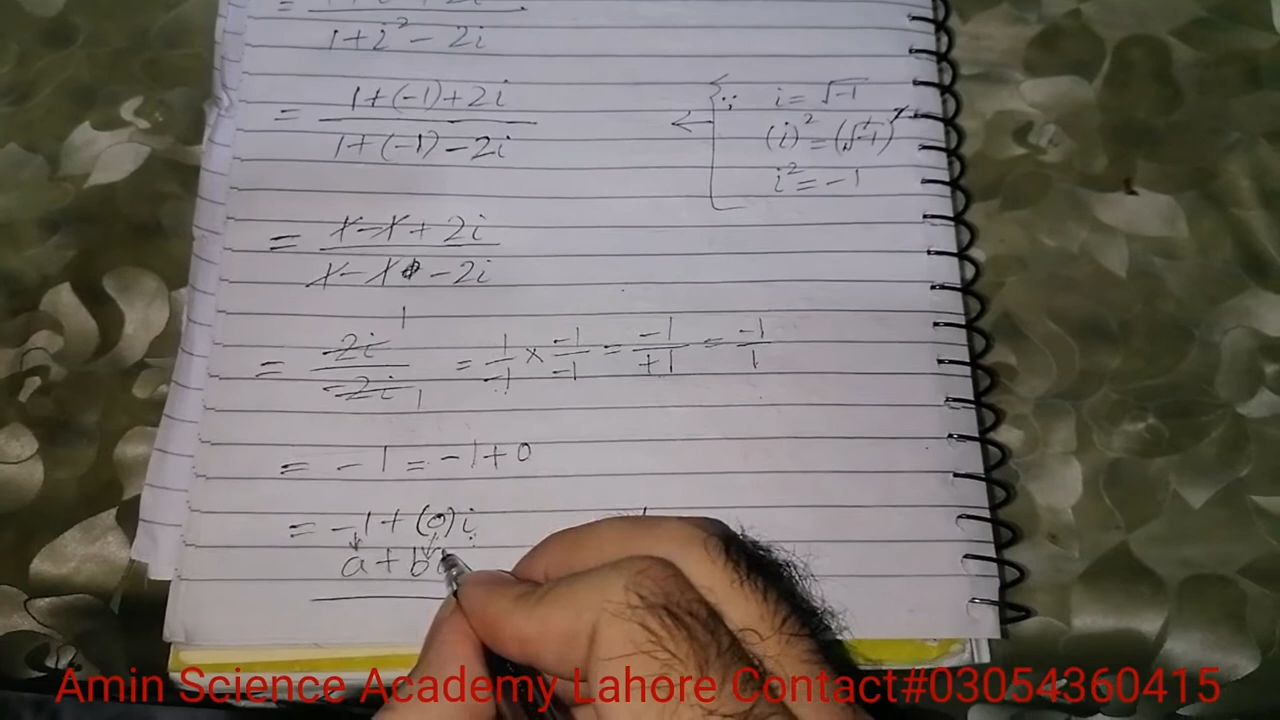 1 + i² - 2i
= 1+(-1)+2i / 1+(-1)-2i
∵ i = √-1
(i)² = (√-1)²
i² = -1
= 1-1+2i / 1-1-2i
= 2i / -2i = 1/-1 × -1/-1 = -1/+1 = -1/1
= -1 = -1+0
= -1+(0)i
a+b
Amin Science Academy Lahore Contact#03054360415